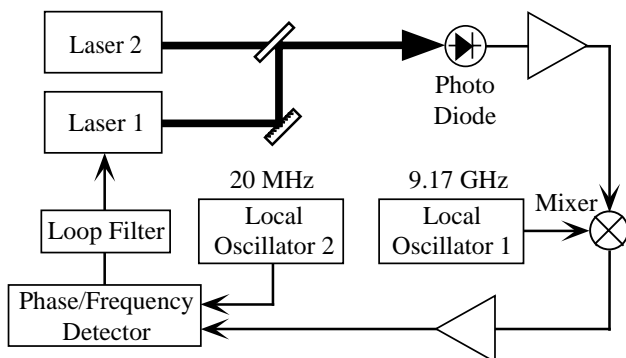 Laser 2
Laser 1
Photo
Diode
20 MHz
9.17 GHz
Mixer
Loop Filter
Local
Oscillator 2
Local
Oscillator 1
Phase/Frequency
Detector